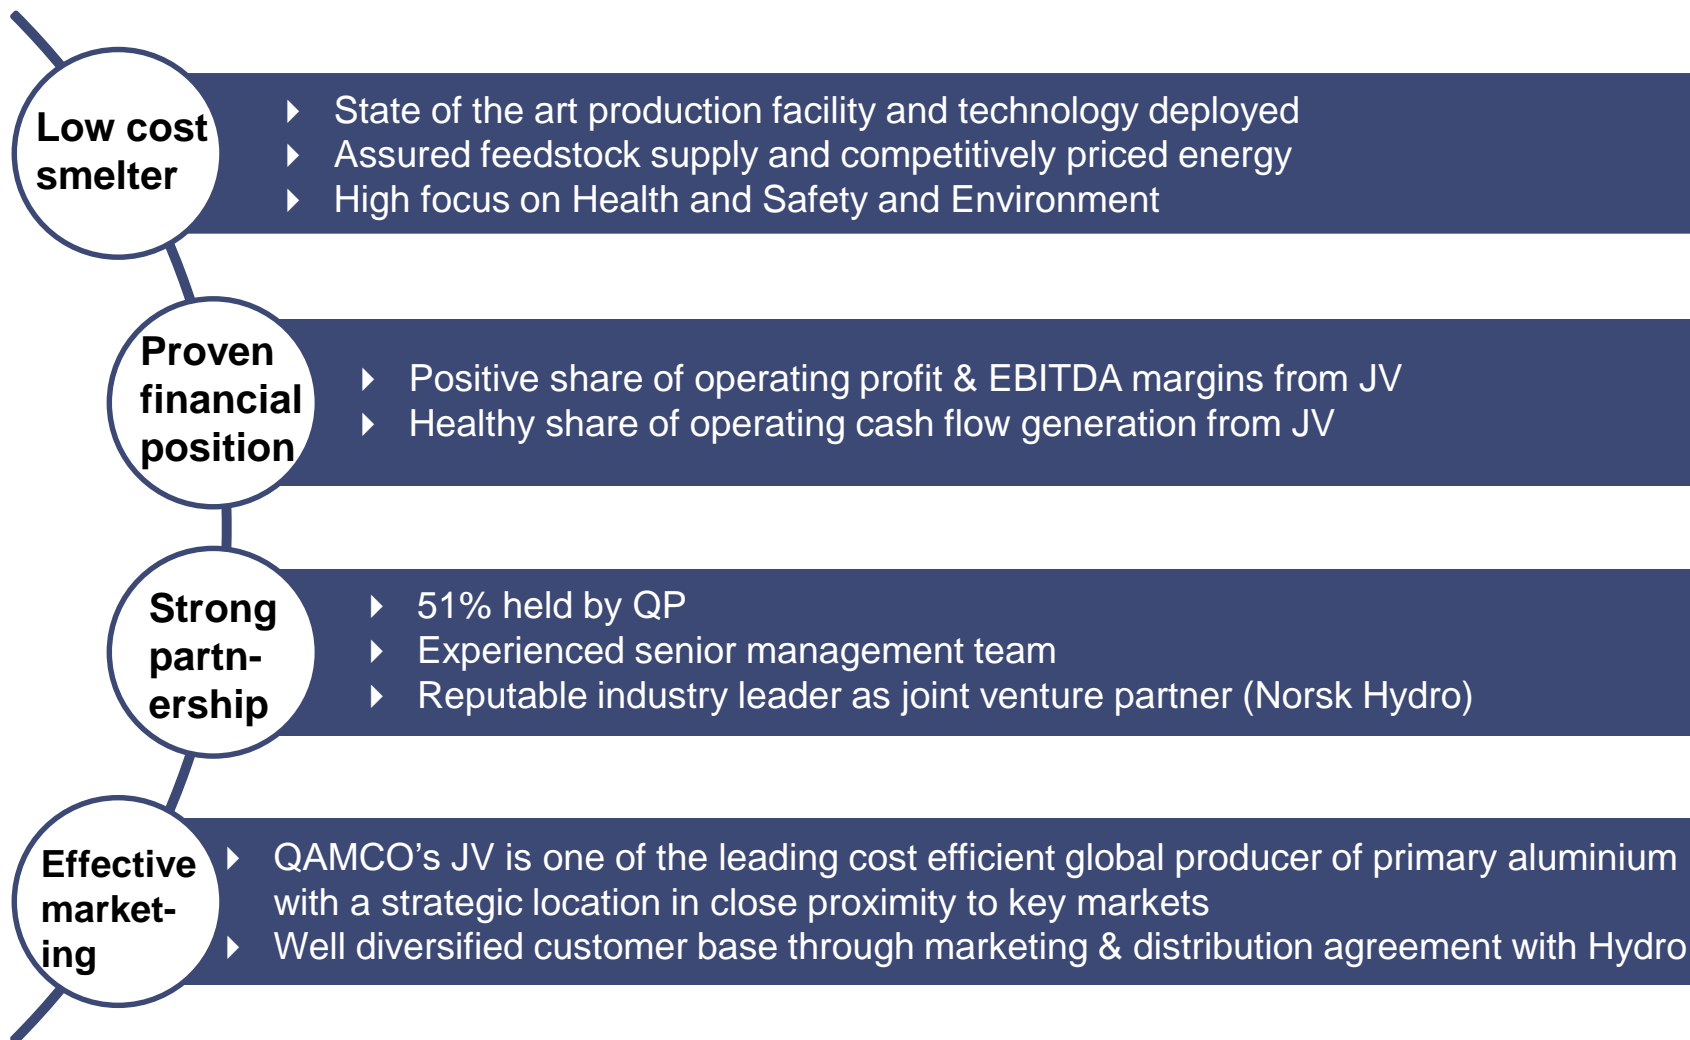 Low cost
smelter
State of the art production facility and technology deployed
Assured feedstock supply and competitively priced energy
High focus on Health and Safety and Environment
Proven
financial
position
Positive share of operating profit & EBITDA margins from JV
Healthy share of operating cash flow generation from JV
Strong
partn-
ership
51% held by QP
Experienced senior management team
Reputable industry leader as joint venture partner (Norsk Hydro)
Effective
market-
ing
QAMCO’s JV is one of the leading cost efficient global producer of primary aluminium
with a strategic location in close proximity to key markets
Well diversified customer base through marketing & distribution agreement with Hydro